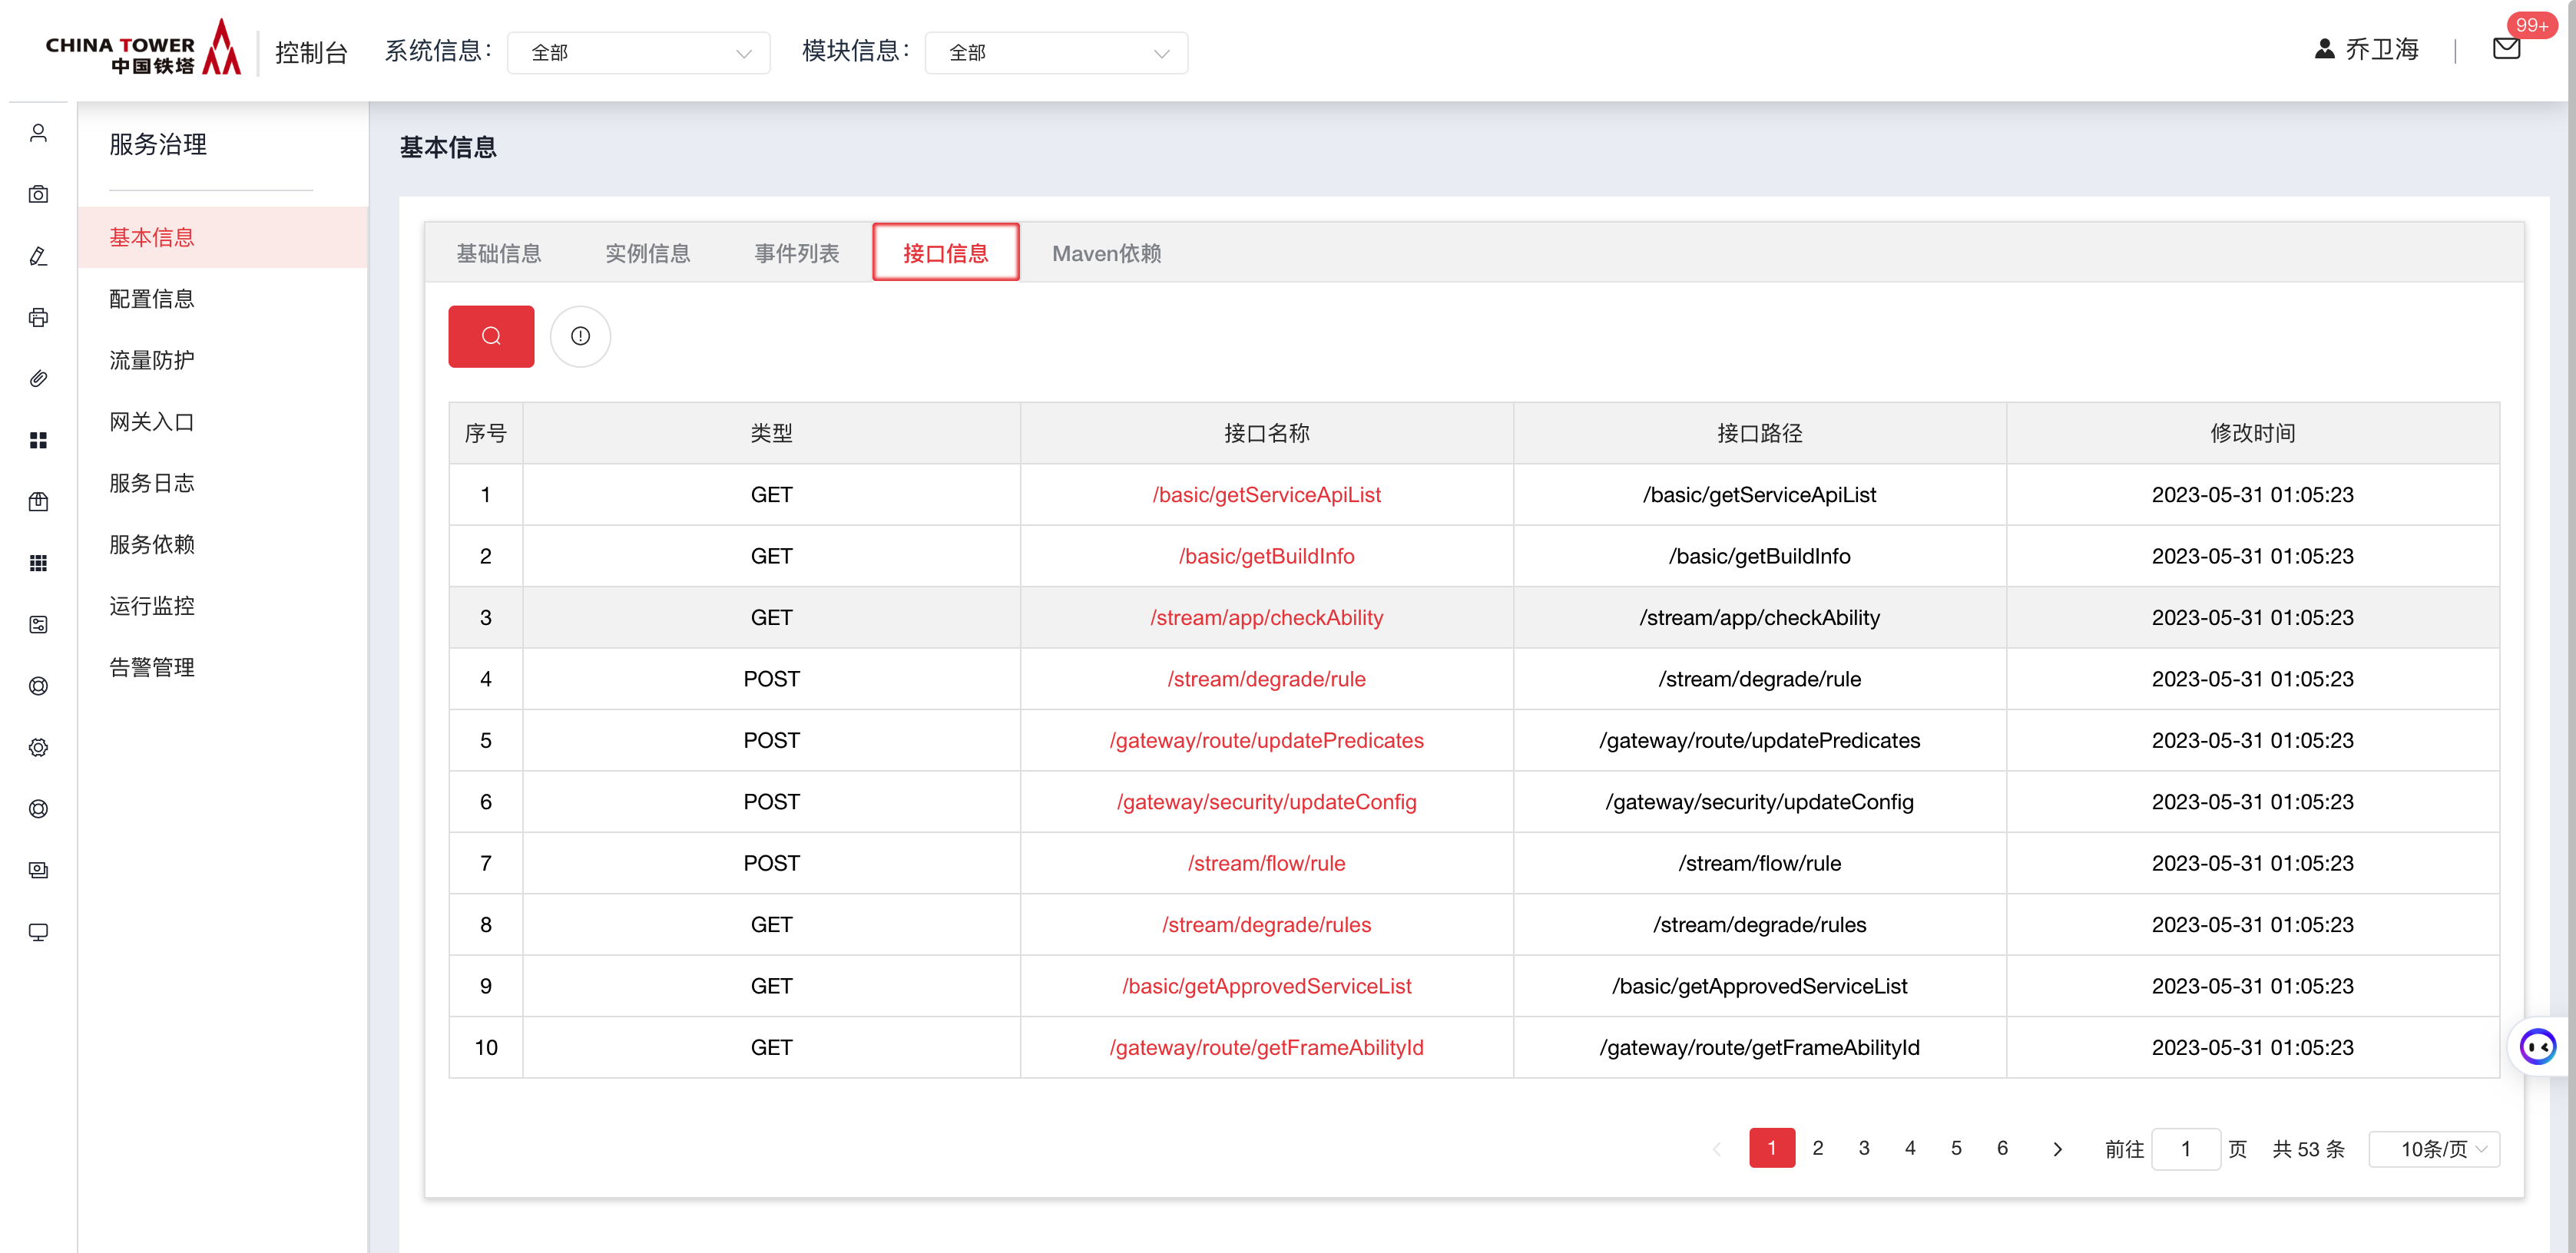 CHINA TOWER
中国铁塔
控制台
系统信息：
全部
模块信息：
全部
乔卫海
99+
服务治理
基本信息
配置信息
流量防护
网关入口
服务日志
服务依赖
运行监控
告警管理
基本信息
基础信息 实例信息 事件列表 接口信息 Maven依赖
序号 类型 接口名称 接口路径 修改时间
1 GET /basic/getServiceApiList /basic/getServiceApiList 2023-05-31 01:05:23
2 GET /basic/getBuildInfo /basic/getBuildInfo 2023-05-31 01:05:23
3 GET /stream/app/checkAbility /stream/app/checkAbility 2023-05-31 01:05:23
4 POST /stream/degrade/rule /stream/degrade/rule 2023-05-31 01:05:23
5 POST /gateway/route/updatePredicates /gateway/route/updatePredicates 2023-05-31 01:05:23
6 POST /gateway/security/updateConfig /gateway/security/updateConfig 2023-05-31 01:05:23
7 POST /stream/flow/rule /stream/flow/rule 2023-05-31 01:05:23
8 GET /stream/degrade/rules /stream/degrade/rules 2023-05-31 01:05:23
9 GET /basic/getApprovedServiceList /basic/getApprovedServiceList 2023-05-31 01:05:23
10 GET /gateway/route/getFrameAbilityId /gateway/route/getFrameAbilityId 2023-05-31 01:05:23
1 2 3 4 5 6 前往 1 页 共 53 条 10条/页